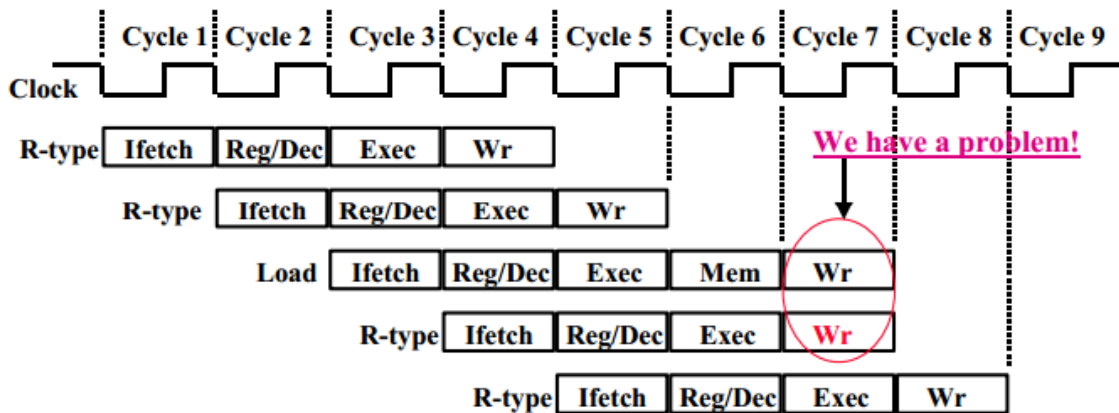 Cycle 1 Cycle 2 Cycle 3 Cycle 4 Cycle 5 Cycle 6 Cycle 7 Cycle 8 Cycle 9
Clock
R-type Ifetch Reg/Dec Exec Wr We have a problem!
R-type Ifetch Reg/Dec Exec Wr
Load Ifetch Reg/Dec Exec Mem Wr
R-type Ifetch Reg/Dec Exec Wr
R-type Ifetch Reg/Dec Exec Wr